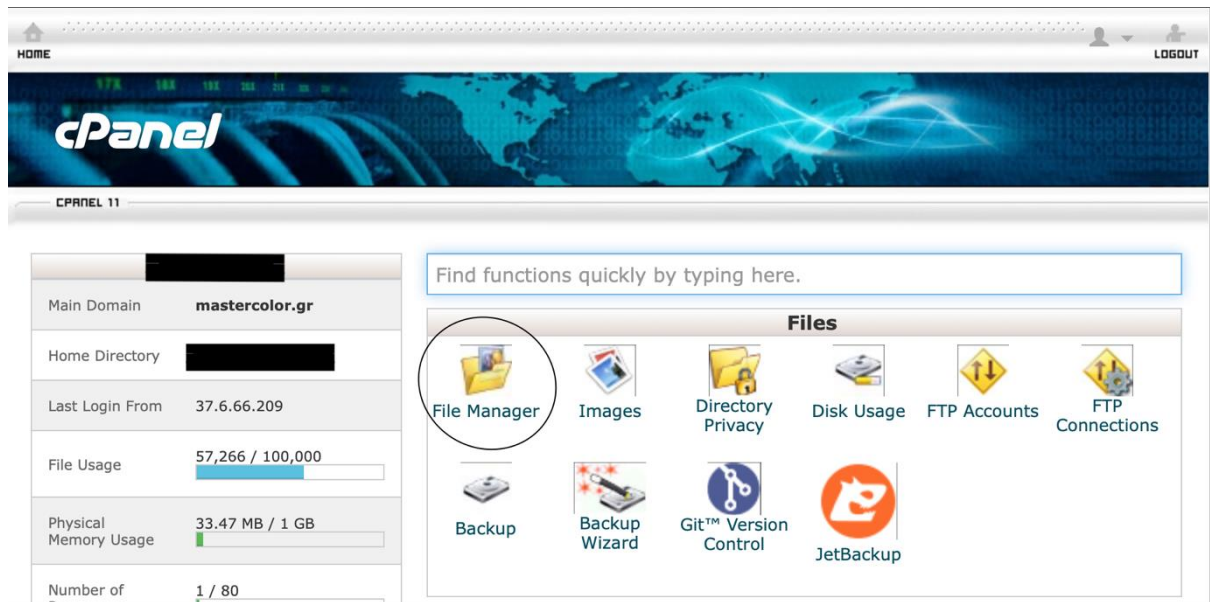 HOME
LOGOUT
cPanel
CPANEL 11
Main Domain mastercolor.gr
Home Directory
Last Login From 37.6.66.209
File Usage 57,266 / 100,000
Physical
Memory Usage 33.47 MB / 1 GB
Number of 1 / 80
Find functions quickly by typing here.
Files
File Manager
Images
Directory
Privacy
Disk Usage
FTP Accounts
FTP
Connections
Backup
Backup
Wizard
Git™ Version
Control
JetBackup